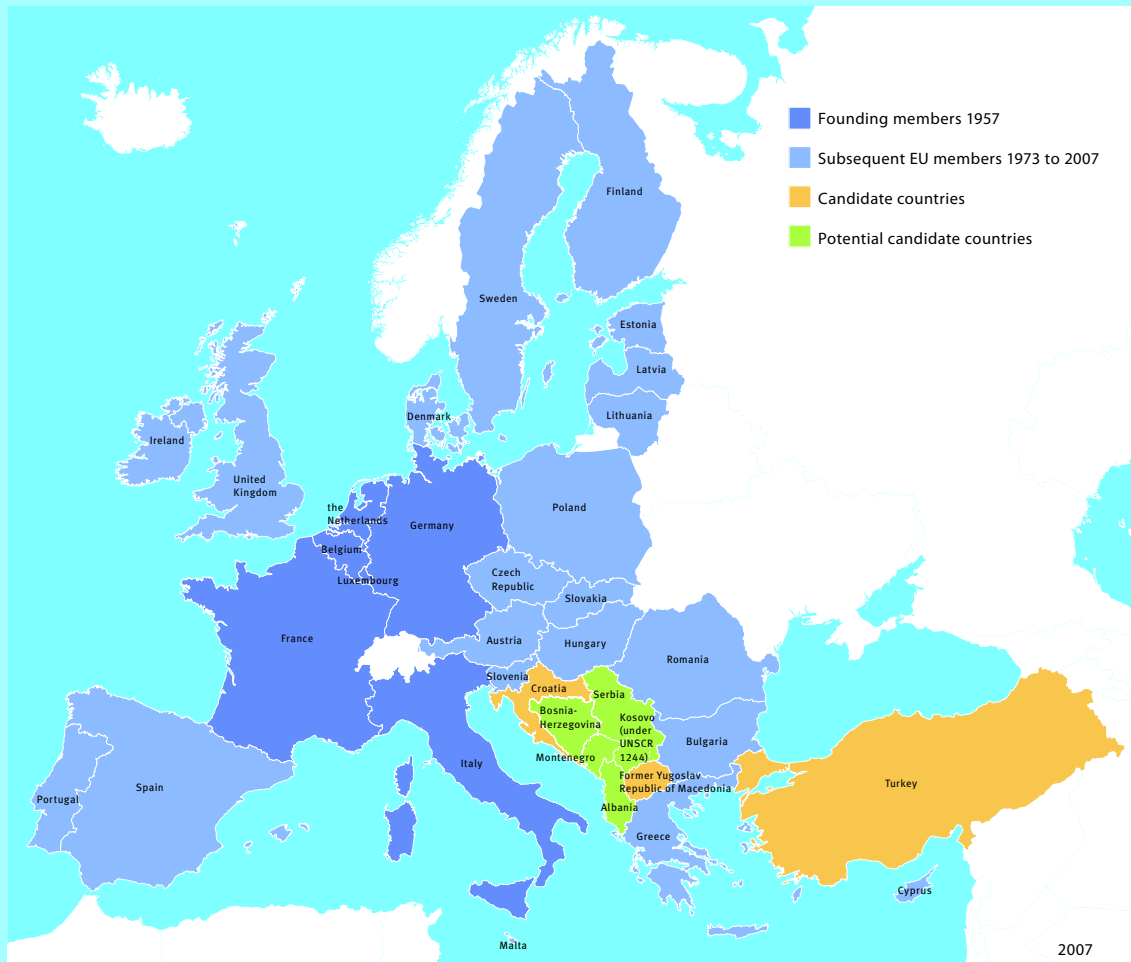 Founding members 1957
Subsequent EU members 1973 to 2007
Candidate countries
Potential candidate countries
Finland
Sweden
Estonia
Latvia
Lithuania
Denmark
Ireland
United
Kingdom
the
Netherlands
Germany
Poland
Belgium
Luxembourg
Czech
Republic
Slovakia
France
Austria
Hungary
Romania
Slovenia
Croatia
Serbia
Bosnia-
Herzegovina
Kosovo
(under
UNSCR
1244)
Bulgaria
Montenegro
Italy
Former Yugoslav
Republic of Macedonia
Turkey
Spain
Portugal
Albania
Greece
Cyprus
Malta
2007